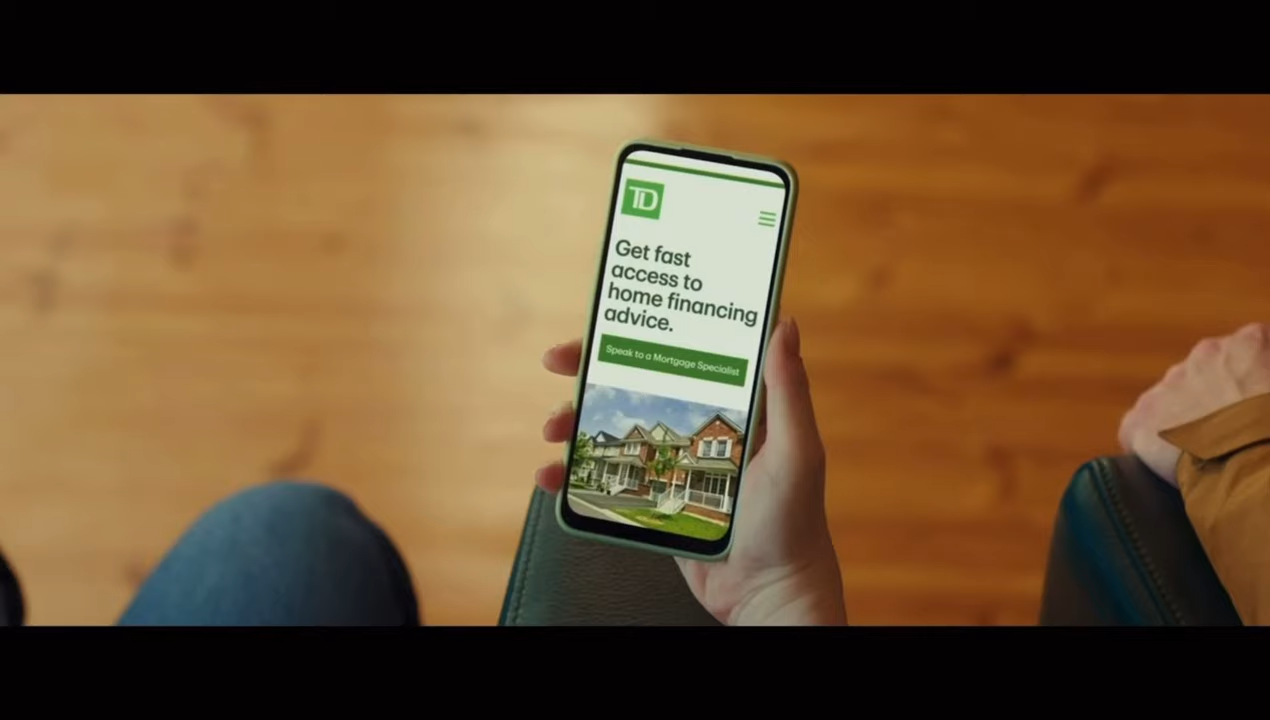 TD
Get fast
access to
home financing
advice.
Speak to a Mortgage Specialist